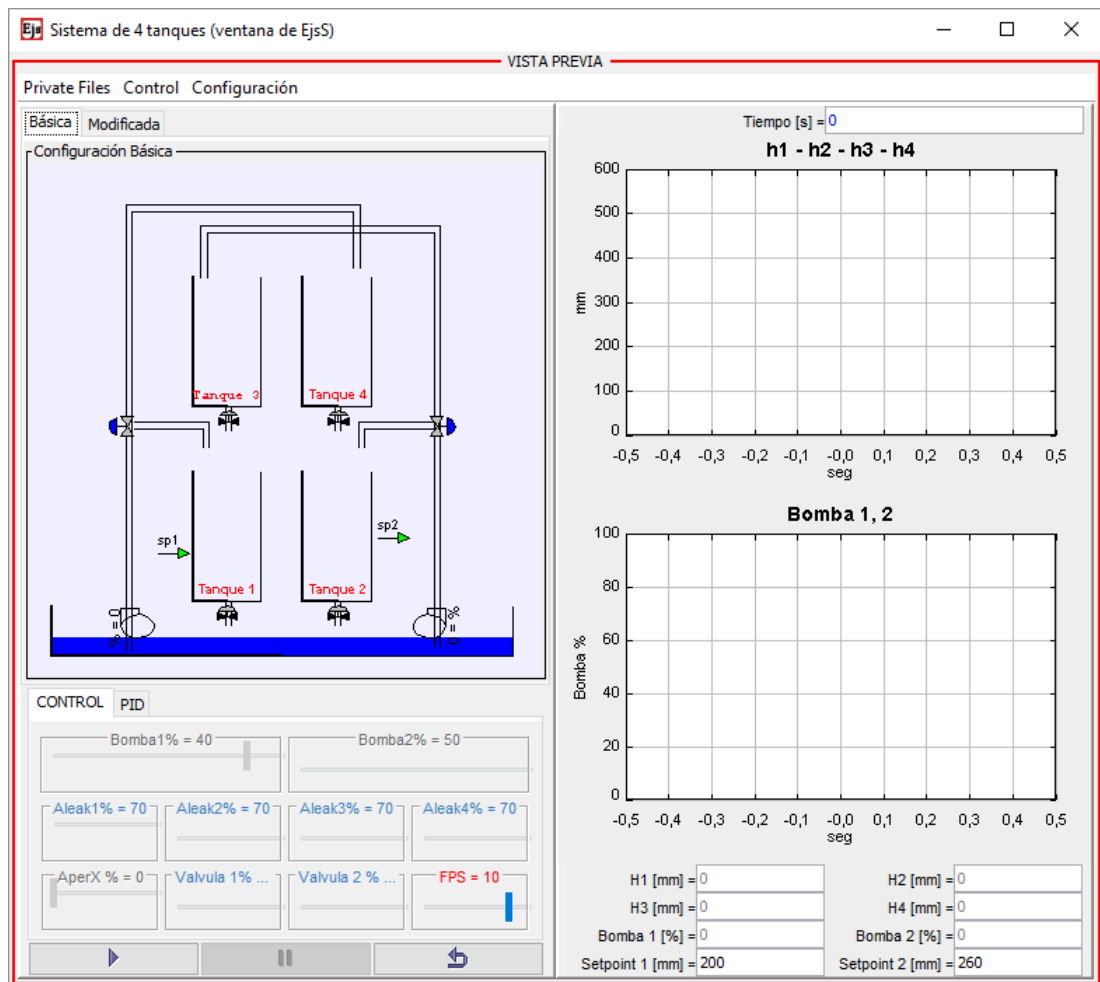 Ejs Sistema de 4 tanques (ventana de EjsS)
VISTA PREVIA
Private Files Control Configuración
Básica Modificada
Configuración Básica
Tanque 3 Tanque 4
sp1 sp2
Tanque 1 Tanque 2
% = 0 0 = %
CONTROL PID
Bomba1% = 40 Bomba2% = 50
Aleak1% = 70 Aleak2% = 70 Aleak3% = 70 Aleak4% = 70
AperX % = 0 Valvula 1% ... Valvula 2 % ... FPS = 10
Tiempo [s] = 0
h1 - h2 - h3 - h4
600
500
400
300
200
100
0
mm
-0,5 -0,4 -0,3 -0,2 -0,1 -0,0 0,1 0,2 0,3 0,4 0,5
seg
Bomba 1, 2
100
80
60
40
20
0
Bomba %
-0,5 -0,4 -0,3 -0,2 -0,1 -0,0 0,1 0,2 0,3 0,4 0,5
seg
H1 [mm] = 0 H2 [mm] = 0
H3 [mm] = 0 H4 [mm] = 0
Bomba 1 [%] = 0 Bomba 2 [%] = 0
Setpoint 1 [mm] = 200 Setpoint 2 [mm] = 260